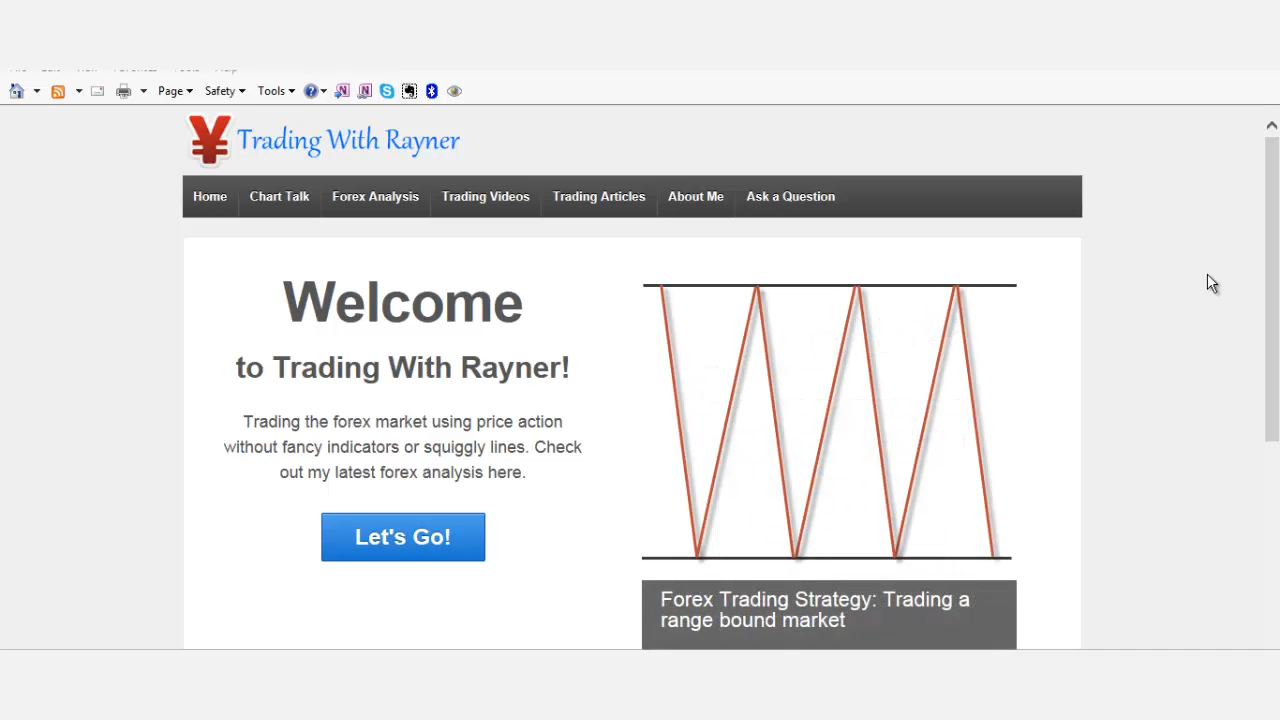 Page Safety Tools
¥ Trading With Rayner
Home Chart Talk Forex Analysis Trading Videos Trading Articles About Me Ask a Question
Welcome
to Trading With Rayner!
Trading the forex market using price action
without fancy indicators or squiggly lines. Check
out my latest forex analysis here.
Let's Go!
Forex Trading Strategy: Trading a
range bound market